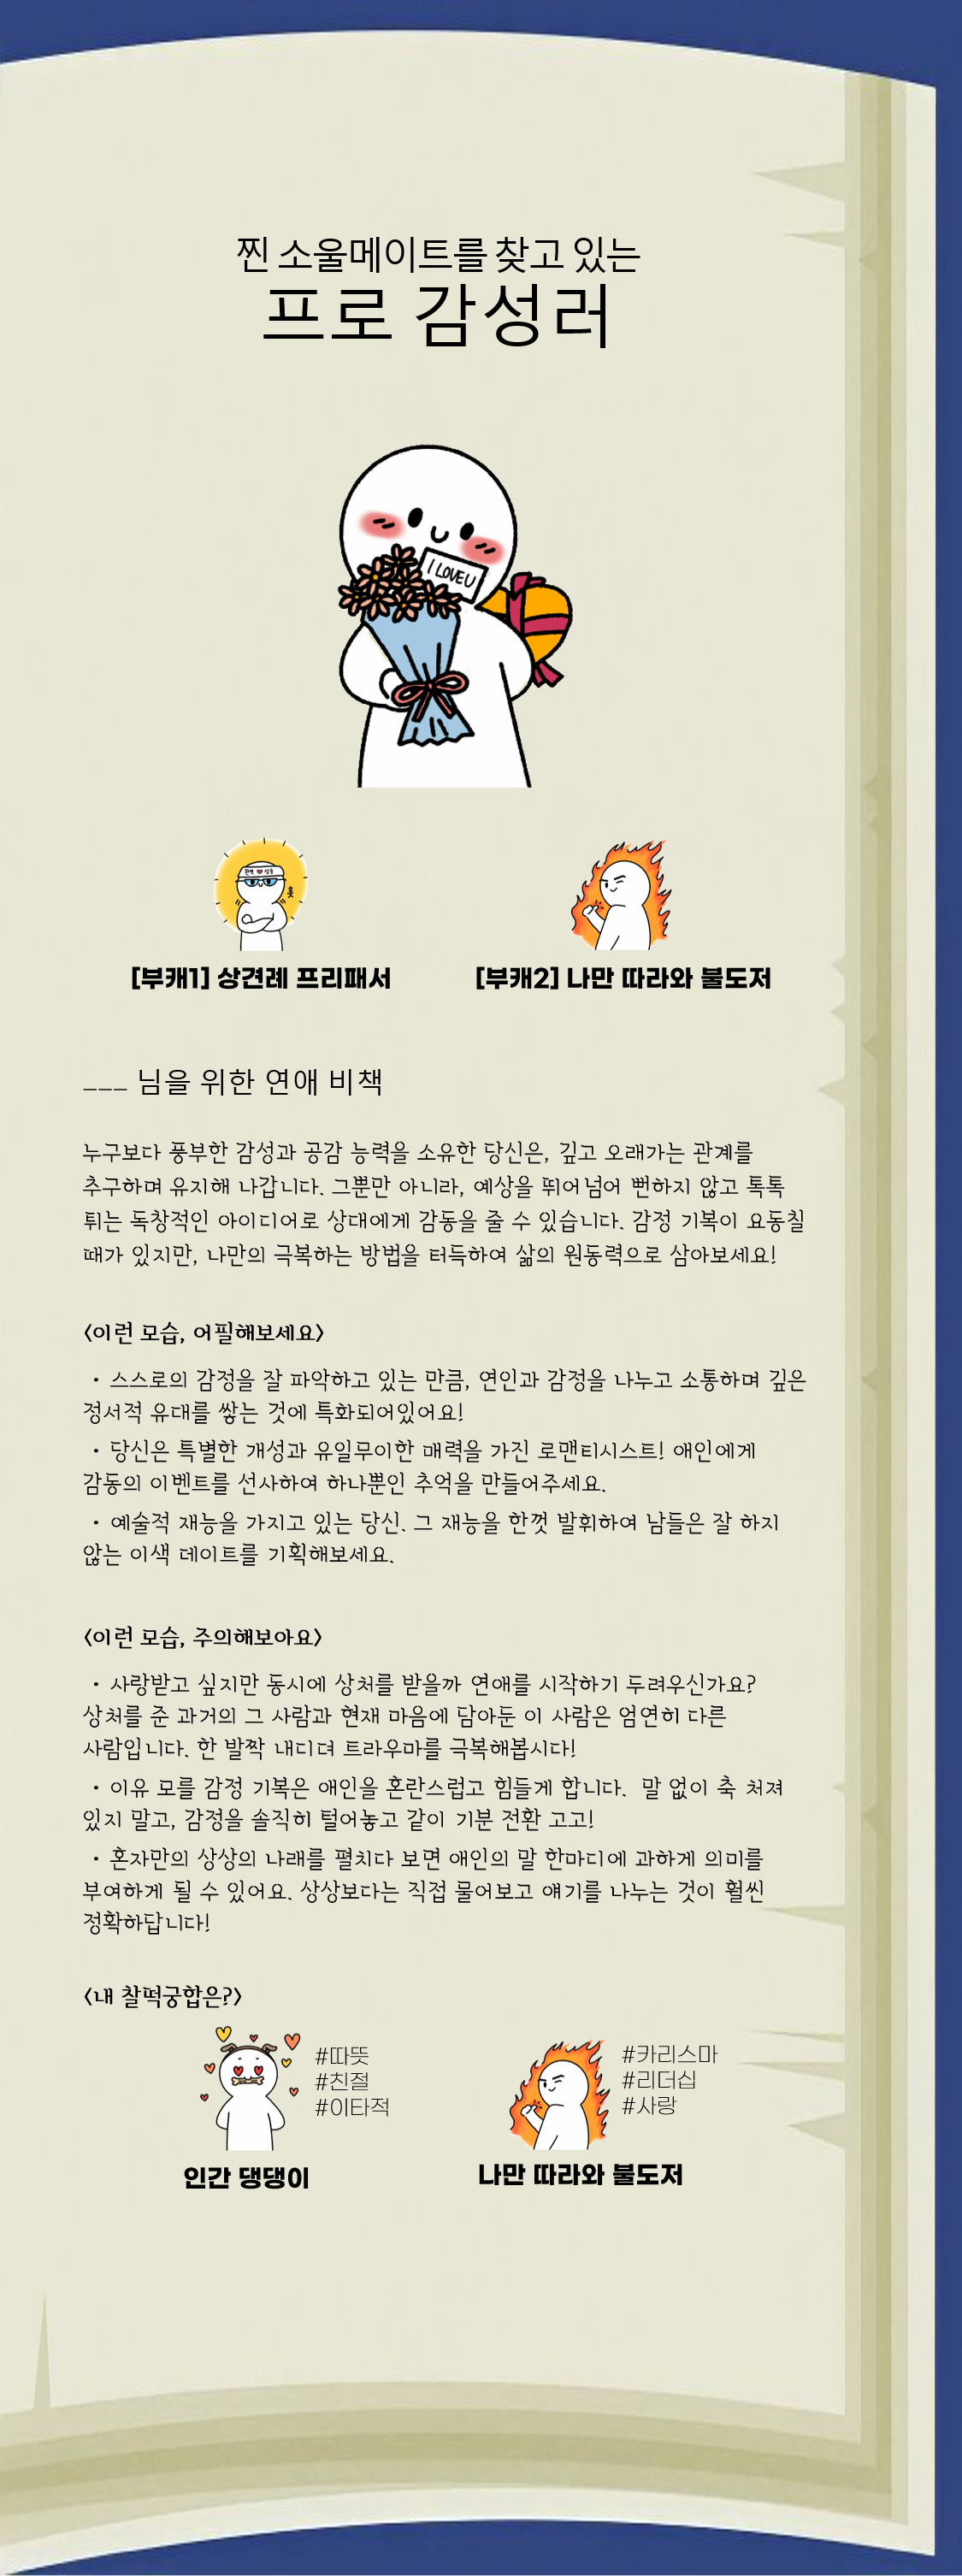 찐 소울메이트를 찾고 있는
프로 감성러
I LOVE U
훗
[부캐1] 상견례 프리패서
[부캐2] 나만 따라와 불도저
___ 님을 위한 연애 비책
누구보다 풍부한 감성과 공감 능력을 소유한 당신은, 깊고 오래가는 관계를
추구하며 유지해 나갑니다. 그뿐만 아니라, 예상을 뛰어넘어 뻔하지 않고 톡톡
튀는 독창적인 아이디어로 상대에게 감동을 줄 수 있습니다. 감정 기복이 요동칠
때가 있지만, 나만의 극복하는 방법을 터득하여 삶의 원동력으로 삼아보세요!
<이런 모습, 어필해보세요>
· 스스로의 감정을 잘 파악하고 있는 만큼, 연인과 감정을 나누고 소통하며 깊은
정서적 유대를 쌓는 것에 특화되어있어요!
· 당신은 특별한 개성과 유일무이한 매력을 가진 로맨티시스트! 애인에게
감동의 이벤트를 선사하여 하나뿐인 추억을 만들어주세요.
· 예술적 재능을 가지고 있는 당신. 그 재능을 한껏 발휘하여 남들은 잘 하지
않는 이색 데이트를 기획해보세요.
<이런 모습, 주의해보아요>
· 사랑받고 싶지만 동시에 상처를 받을까 연애를 시작하기 두려우신가요?
상처를 준 과거의 그 사람과 현재 마음에 담아둔 이 사람은 엄연히 다른
사람입니다. 한 발짝 내디뎌 트라우마를 극복해봅시다!
· 이유 모를 감정 기복은 애인을 혼란스럽고 힘들게 합니다. 말 없이 축 처져
있지 말고, 감정을 솔직히 털어놓고 같이 기분 전환 고고!
· 혼자만의 상상의 나래를 펼치다 보면 애인의 말 한마디에 과하게 의미를
부여하게 될 수 있어요. 상상보다는 직접 물어보고 얘기를 나누는 것이 훨씬
정확하답니다!
<내 찰떡궁합은?>
#따뜻
#친절
#이타적
#카리스마
#리더십
#사랑
인간 댕댕이
나만 따라와 불도저